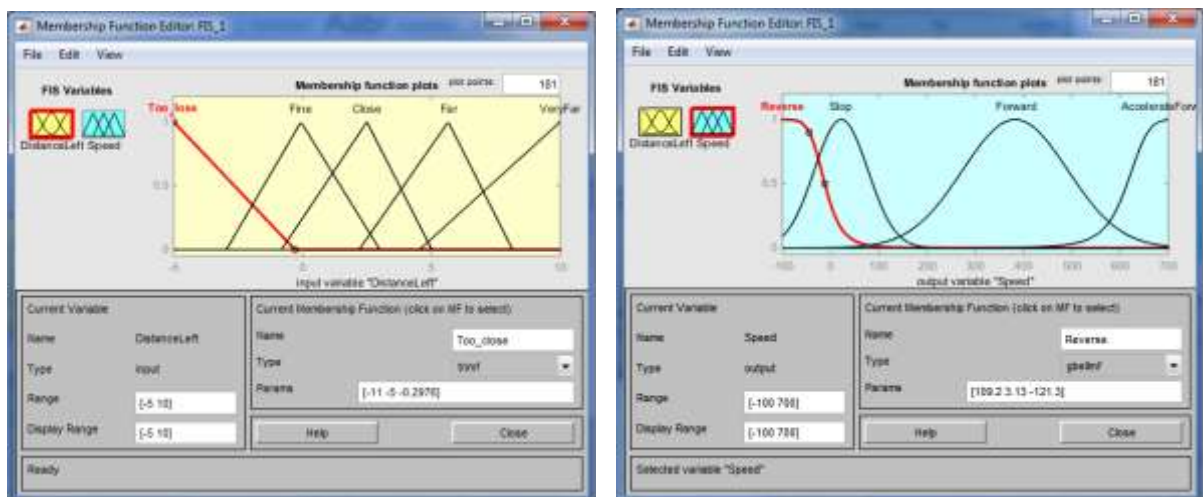 Membership Function Editor: FIS_1
File Edit View
FIS Variables
DistanceLeft Speed
Membership function plots
plot points:
181
Fine Close Far VeryFar
1
0.5
0
-5 0 5 10
input variable "DistanceLeft"
Current Variable
Name DistanceLeft
Type input
Range [-5 10]
Display Range [-5 10]
Current Membership Function (click on MF to select)
Name Too_close
Type trimf
Params [-11 -5 -0.2976]
Help Close
Ready
Membership Function Editor: FIS_1
File Edit View
FIS Variables
DistanceLeft Speed
Membership function plots
plot points:
181
Reverse Stop Forward AccelerateForw
1
0.5
0
-100 0 100 200 300 400 500 600 700
output variable "Speed"
Current Variable
Name Speed
Type output
Range [-100 700]
Display Range [-100 700]
Current Membership Function (click on MF to select)
Name Reverse
Type gbellmf
Params [109.2 3.13 -121.3]
Help Close
Selected variable "Speed"